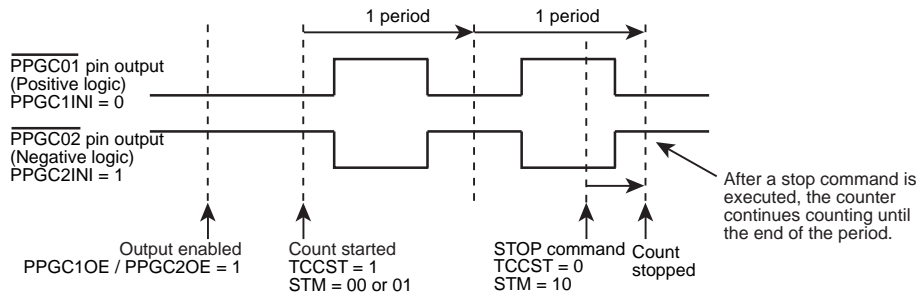 1 period
1 period
PPGC01 pin output
(Positive logic)
PPGC1INI = 0
PPGC02 pin output
(Negative logic)
PPGC2INI = 1
After a stop command is
executed, the counter
continues counting until
the end of the period.
Output enabled
PPGC1OE / PPGC2OE = 1
Count started
TCCST = 1
STM = 00 or 01
STOP command
TCCST = 0
STM = 10
Count
stopped